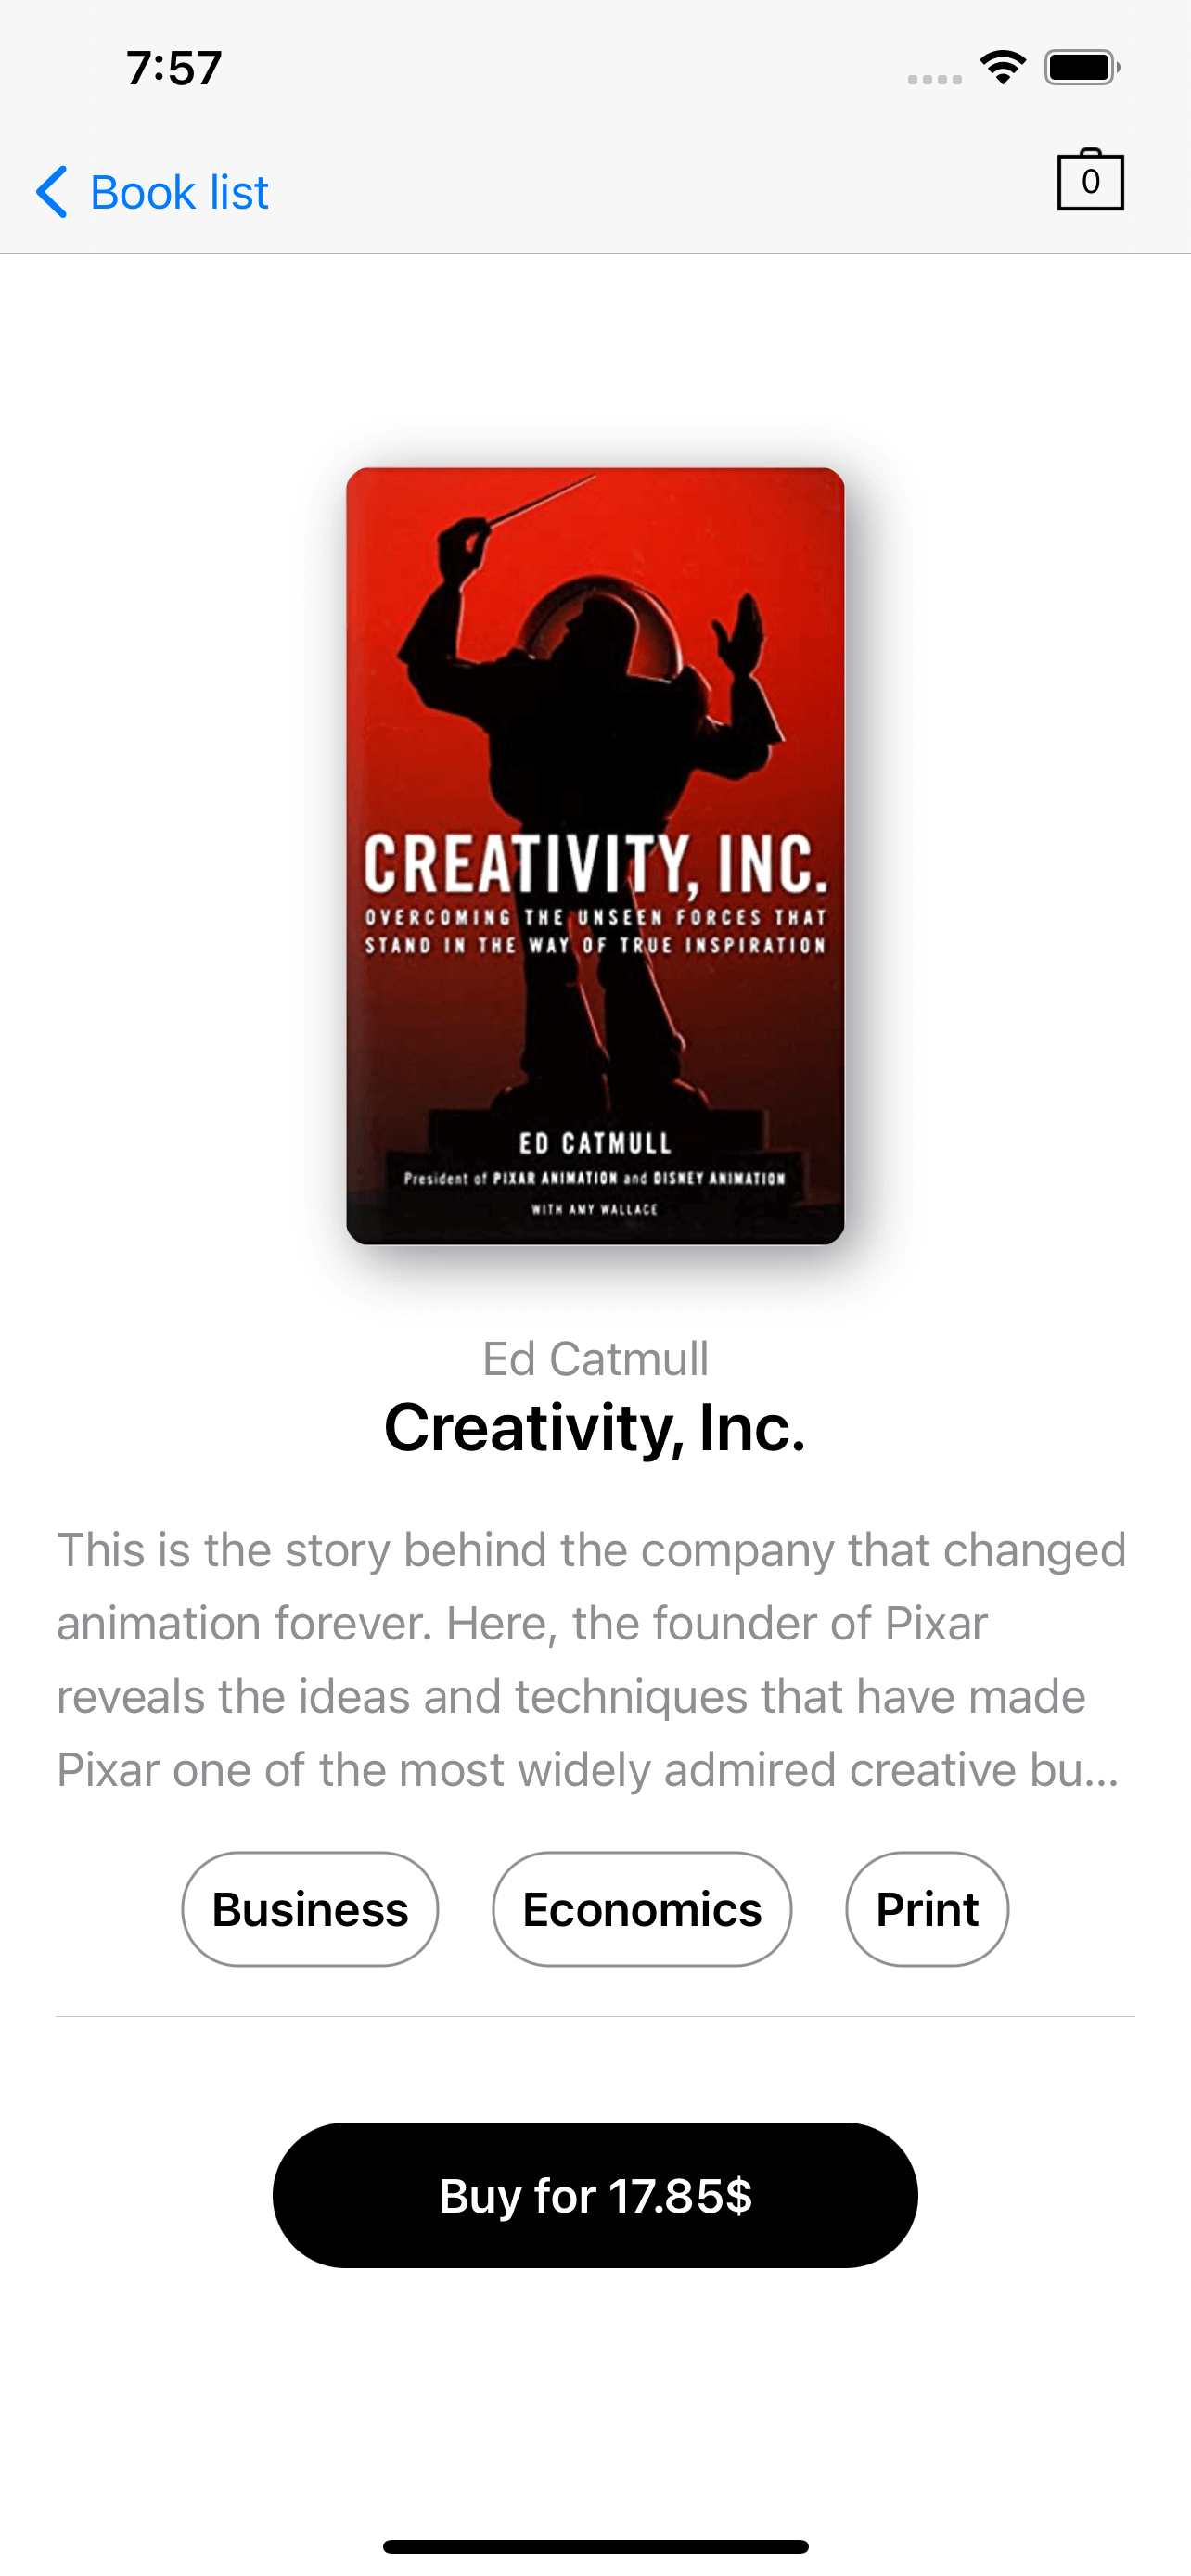 7:57
Book list
0
CREATIVITY, INC.
OVERCOMING THE UNSEEN FORCES THAT
STAND IN THE WAY OF TRUE INSPIRATION
ED CATMULL
President of PIXAR ANIMATION and DISNEY ANIMATION
WITH AMY WALLACE
Ed Catmull
Creativity, Inc.
This is the story behind the company that changed
animation forever. Here, the founder of Pixar
reveals the ideas and techniques that have made
Pixar one of the most widely admired creative bu...
Business Economics Print
Buy for 17.85$